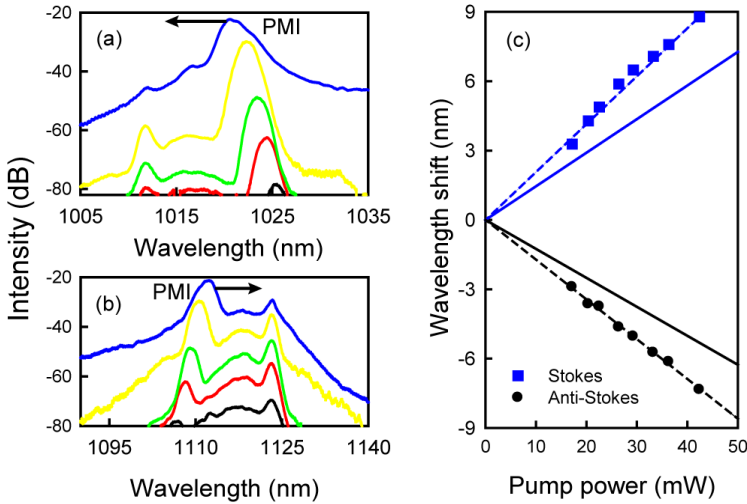 Intensity (dB)
(a)
PMI
-20
-40
-60
-80
1005
1015
1025
1035
Wavelength (nm)
(b)
PMI
-20
-40
-60
-80
1095
1110
1125
1140
Wavelength (nm)
(c)
Wavelength shift (nm)
9
6
3
0
-3
-6
-9
Stokes
Anti-Stokes
0
10
20
30
40
50
Pump power (mW)